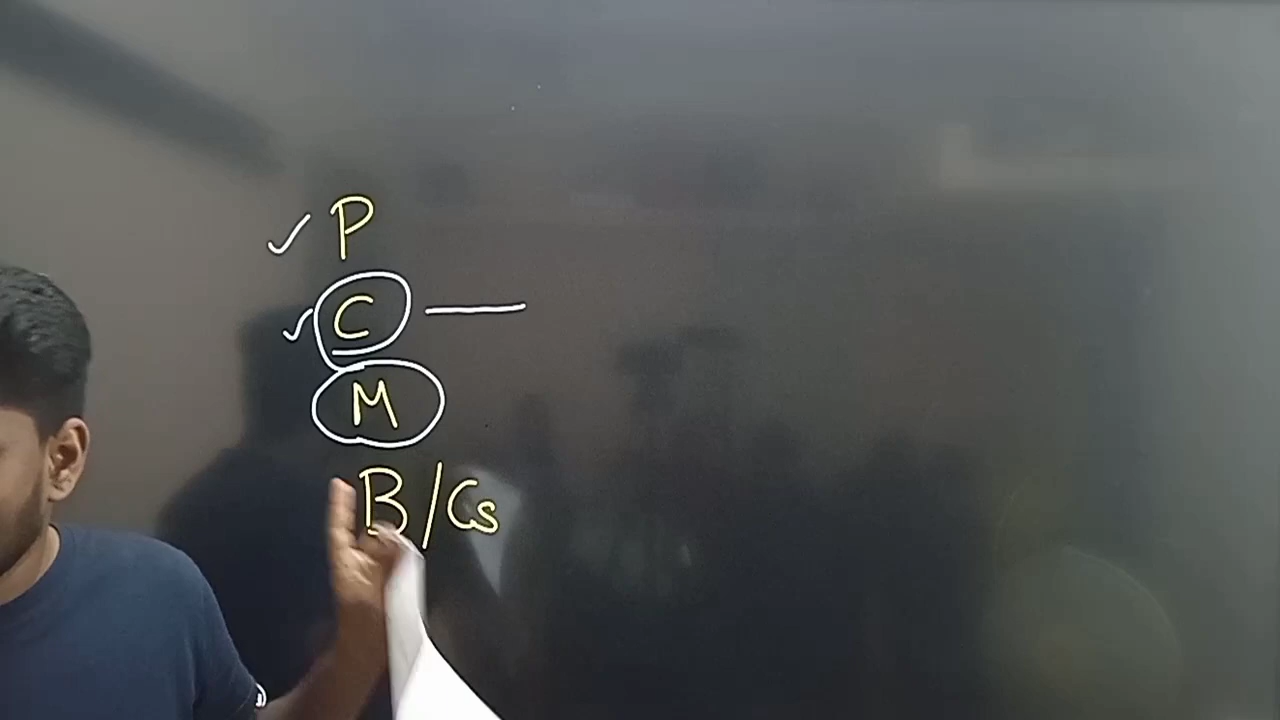 ✓ P
✓ C —
M
B/Cs